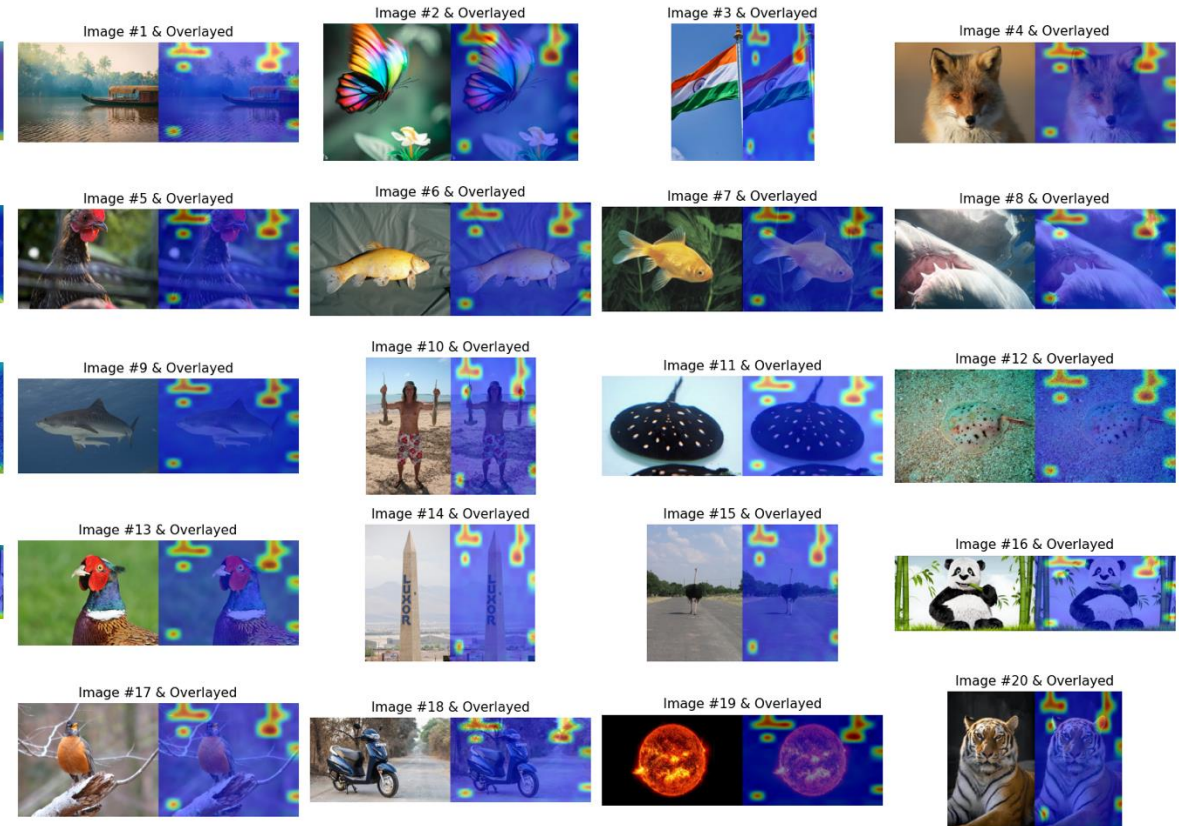 Image #1 & Overlayed
Image #2 & Overlayed
Image #3 & Overlayed
Image #4 & Overlayed
Image #5 & Overlayed
Image #6 & Overlayed
Image #7 & Overlayed
Image #8 & Overlayed
Image #9 & Overlayed
Image #10 & Overlayed
Image #11 & Overlayed
Image #12 & Overlayed
Image #13 & Overlayed
Image #14 & Overlayed
LUXOR
LUXOR
Image #15 & Overlayed
Image #16 & Overlayed
Image #17 & Overlayed
Image #18 & Overlayed
Image #19 & Overlayed
Image #20 & Overlayed